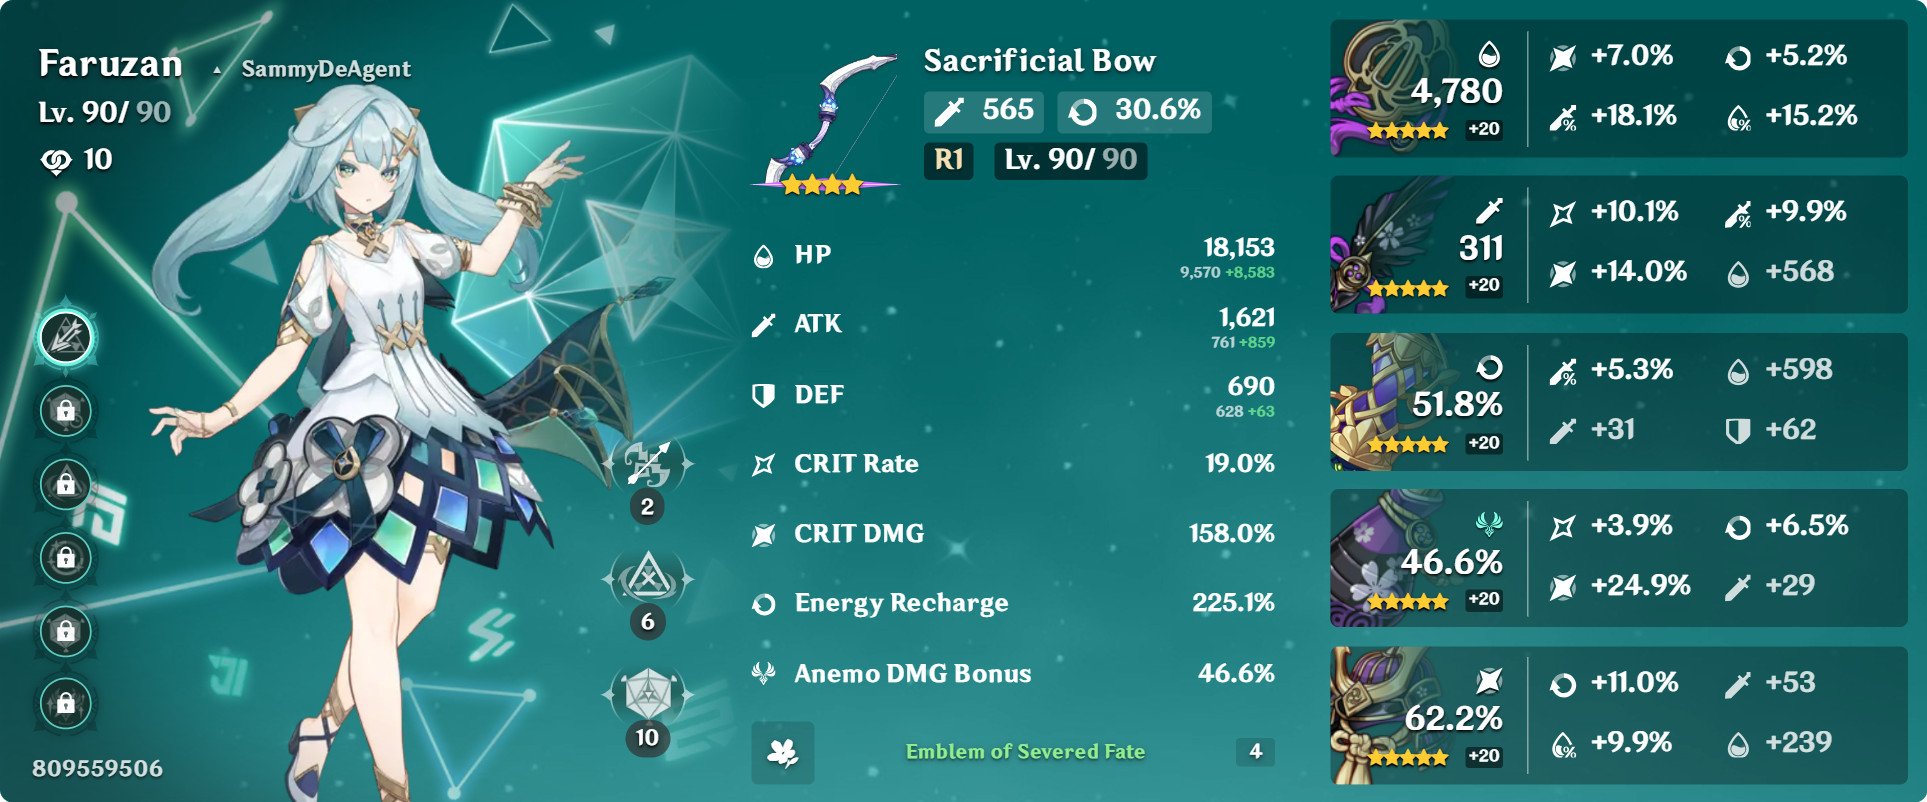 Faruzan ▲ SammyDeAgent
Lv. 90/ 90
10
2
6
10
809559506
Sacrificial Bow
565 30.6%
R1 Lv. 90/ 90
HP 18,153
9,570 +8,583
ATK 1,621
761 +859
DEF 690
628 +63
CRIT Rate 19.0%
CRIT DMG 158.0%
Energy Recharge 225.1%
Anemo DMG Bonus 46.6%
Emblem of Severed Fate 4
4,780
+20
+7.0% +5.2%
+18.1% +15.2%
311
+20
+10.1% +9.9%
+14.0% +568
51.8%
+20
+5.3% +598
+31 +62
46.6%
+20
+3.9% +6.5%
+24.9% +29
62.2%
+20
+11.0% +53
+9.9% +239